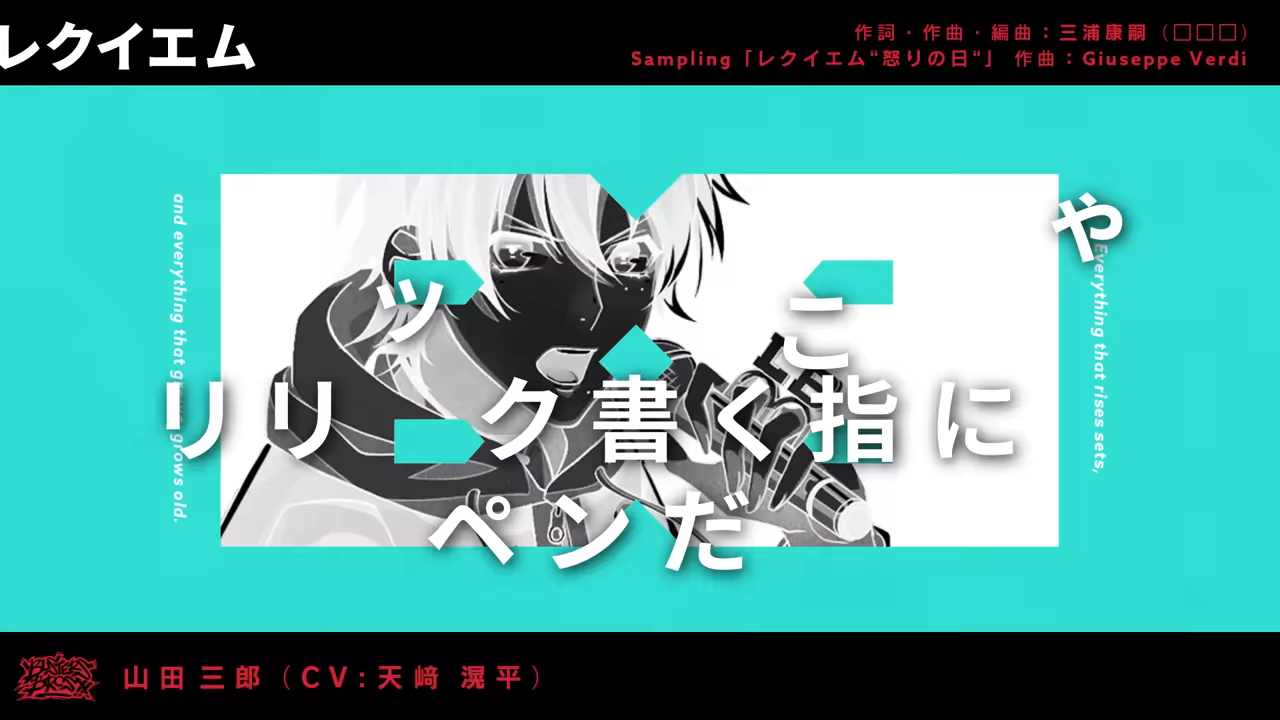 レクイエム
作詞・作曲・編曲：三浦康嗣（□□□）
Sampling「レクイエム“怒りの日“」 作曲：Giuseppe Verdi
and everything that grows grows old.
Everything that rises sets,
や
ッ こ
リリ ク書く指に
ペンだ
山田三郎（CV:天﨑 滉平）